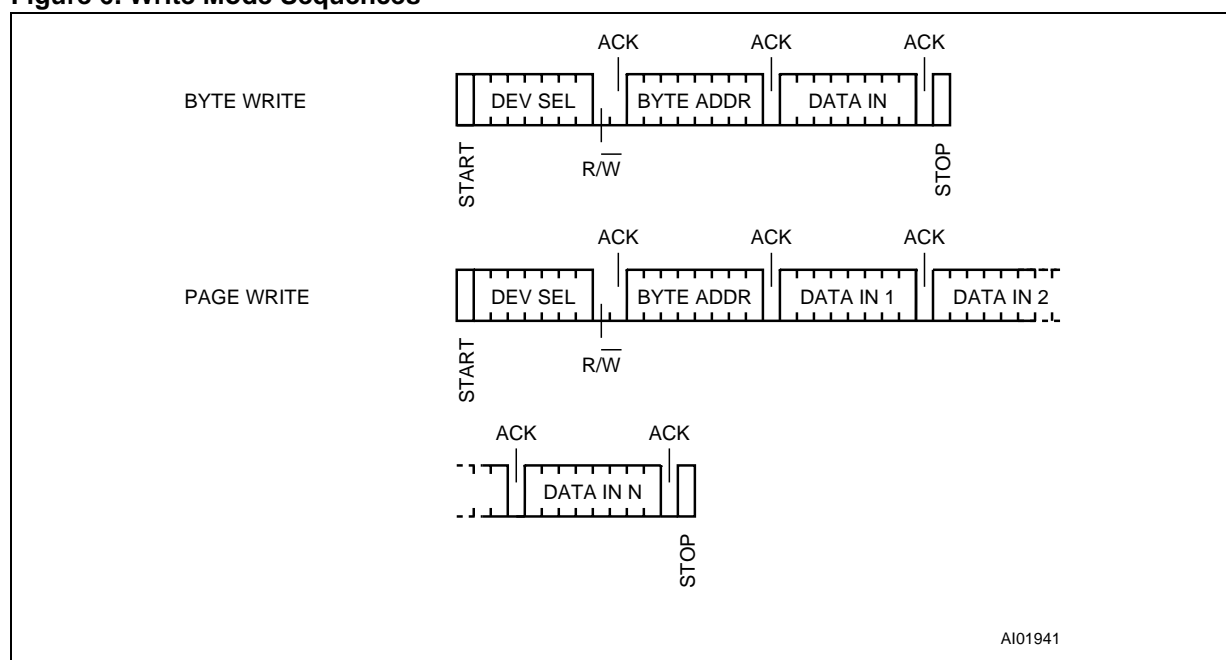 Figure 6. Write Mode Sequences
ACK ACK ACK
BYTE WRITE DEV SEL BYTE ADDR DATA IN
START R/W̅ STOP
ACK ACK ACK
PAGE WRITE DEV SEL BYTE ADDR DATA IN 1 DATA IN 2
START R/W̅
ACK ACK
DATA IN N
STOP
AI01941